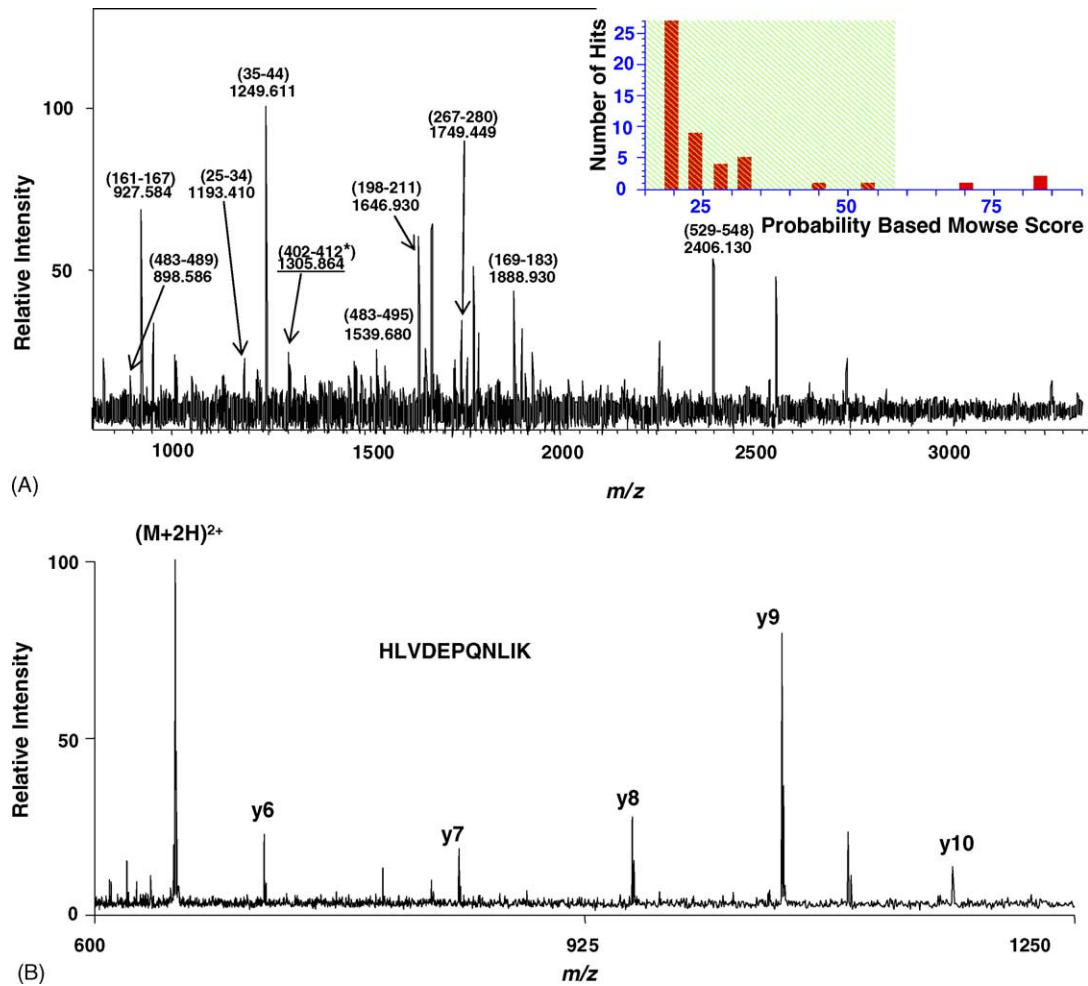 100
50
Relative Intensity
(161-167)
927.584
(483-489)
898.586
(25-34)
1193.410
(35-44)
1249.611
(402-412*)
1305.864
(483-495)
1539.680
(198-211)
1646.930
(267-280)
1749.449
(169-183)
1888.930
(529-548)
2406.130
1000
1500
2000
2500
3000
m/z
(A)
Number of Hits
25
20
15
10
5
0
25
50
75
Probability Based Mowse Score
(M+2H)²⁺
100
50
0
Relative Intensity
HLVDEPQNLIK
y6
y7
y8
y9
y10
600
925
1250
m/z
(B)